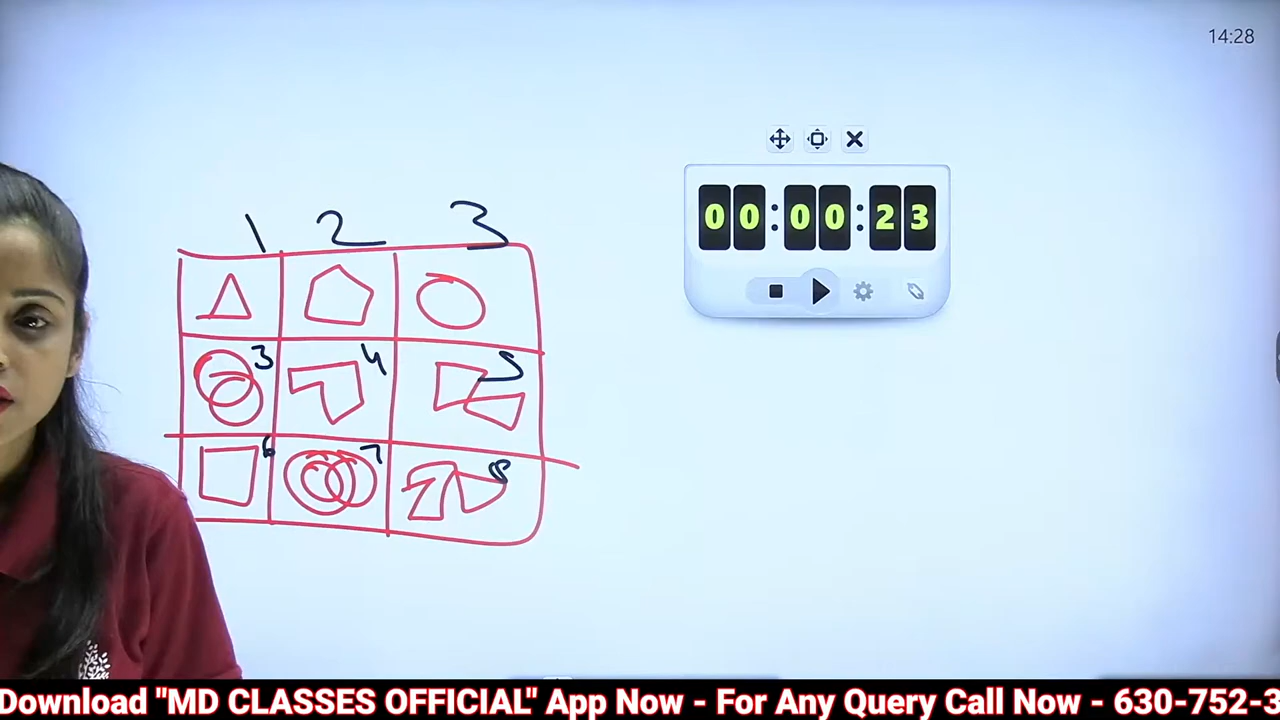 14:28
00:00:23
1 2 3
3 4 5
6 7 8
Download "MD CLASSES OFFICIAL" App Now - For Any Query Call Now - 630-752-3